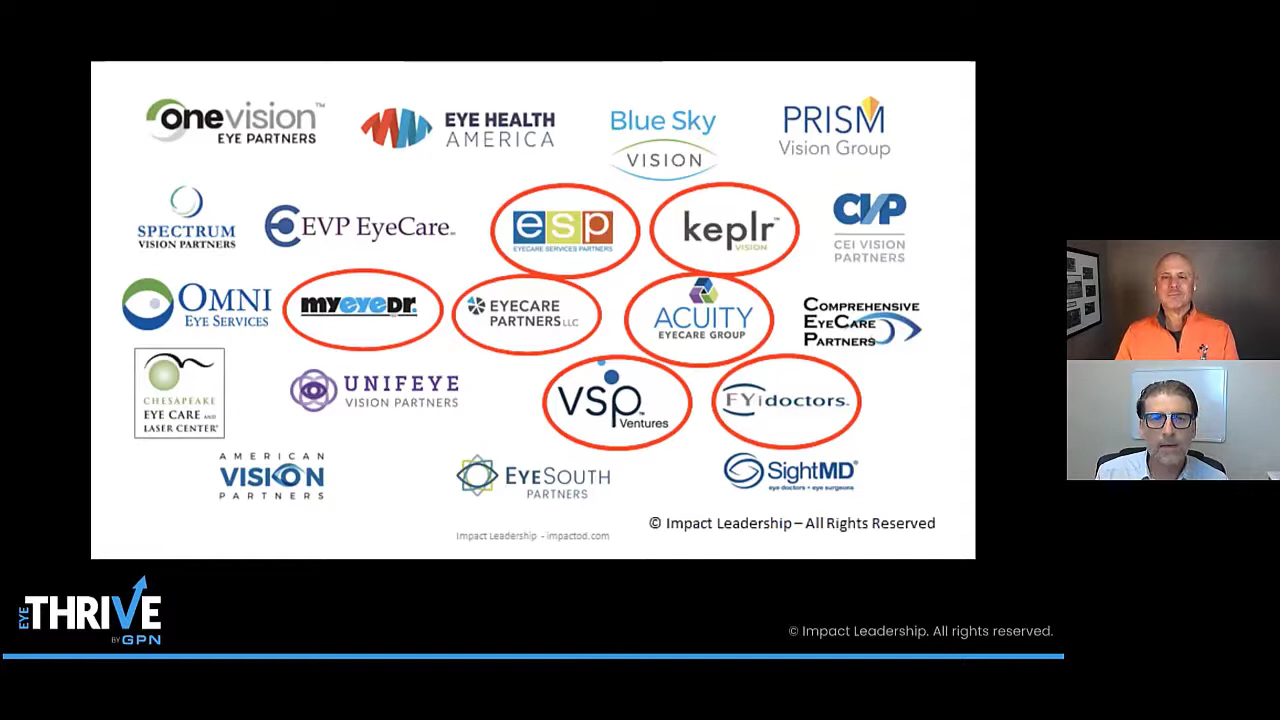 onevision™
EYE PARTNERS
EYE HEALTH
AMERICA
Blue Sky
VISION
PRISM
Vision Group
SPECTRUM
VISION PARTNERS
EVP EyeCare
esp
EYECARE SERVICES PARTNERS
keplr™
VISION
CVP
CEI VISION
PARTNERS
OMNI
EYE SERVICES
myeyeDr.
EYECARE
PARTNERS LLC
ACUITY
EYECARE GROUP
COMPREHENSIVE
EYECARE
PARTNERS
CHESAPEAKE
EYE CARE AND
LASER CENTER
UNIFEYE
VISION PARTNERS
vsp™
Ventures
FYidoctors.
AMERICAN
VISION
PARTNERS
EYESOUTH
PARTNERS
SightMD
eye doctors • eye surgeons
© Impact Leadership – All Rights Reserved
Impact Leadership - impactod.com
EYE
THRIVE
BY GPN
© Impact Leadership. All rights reserved.